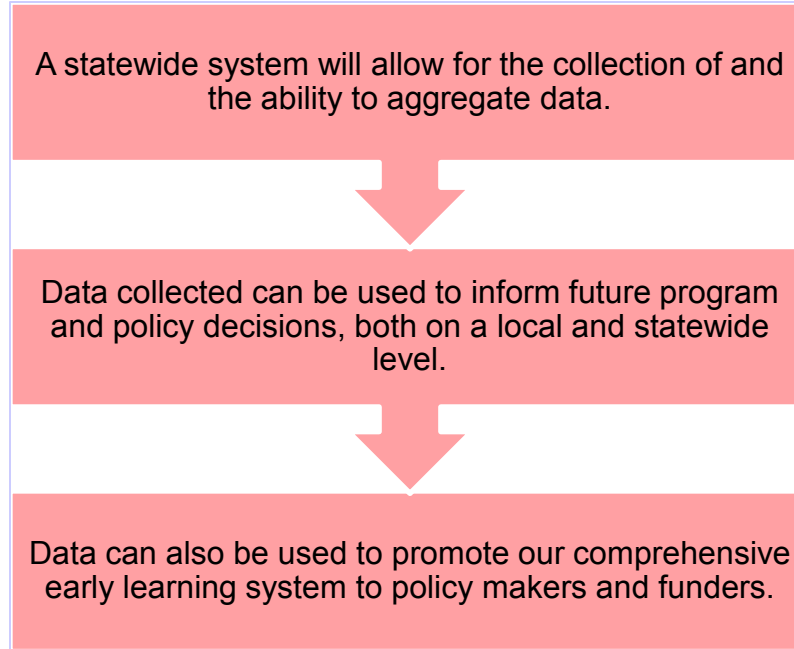 A statewide system will allow for the collection of and
the ability to aggregate data.
Data collected can be used to inform future program
and policy decisions, both on a local and statewide
level.
Data can also be used to promote our comprehensive
early learning system to policy makers and funders.